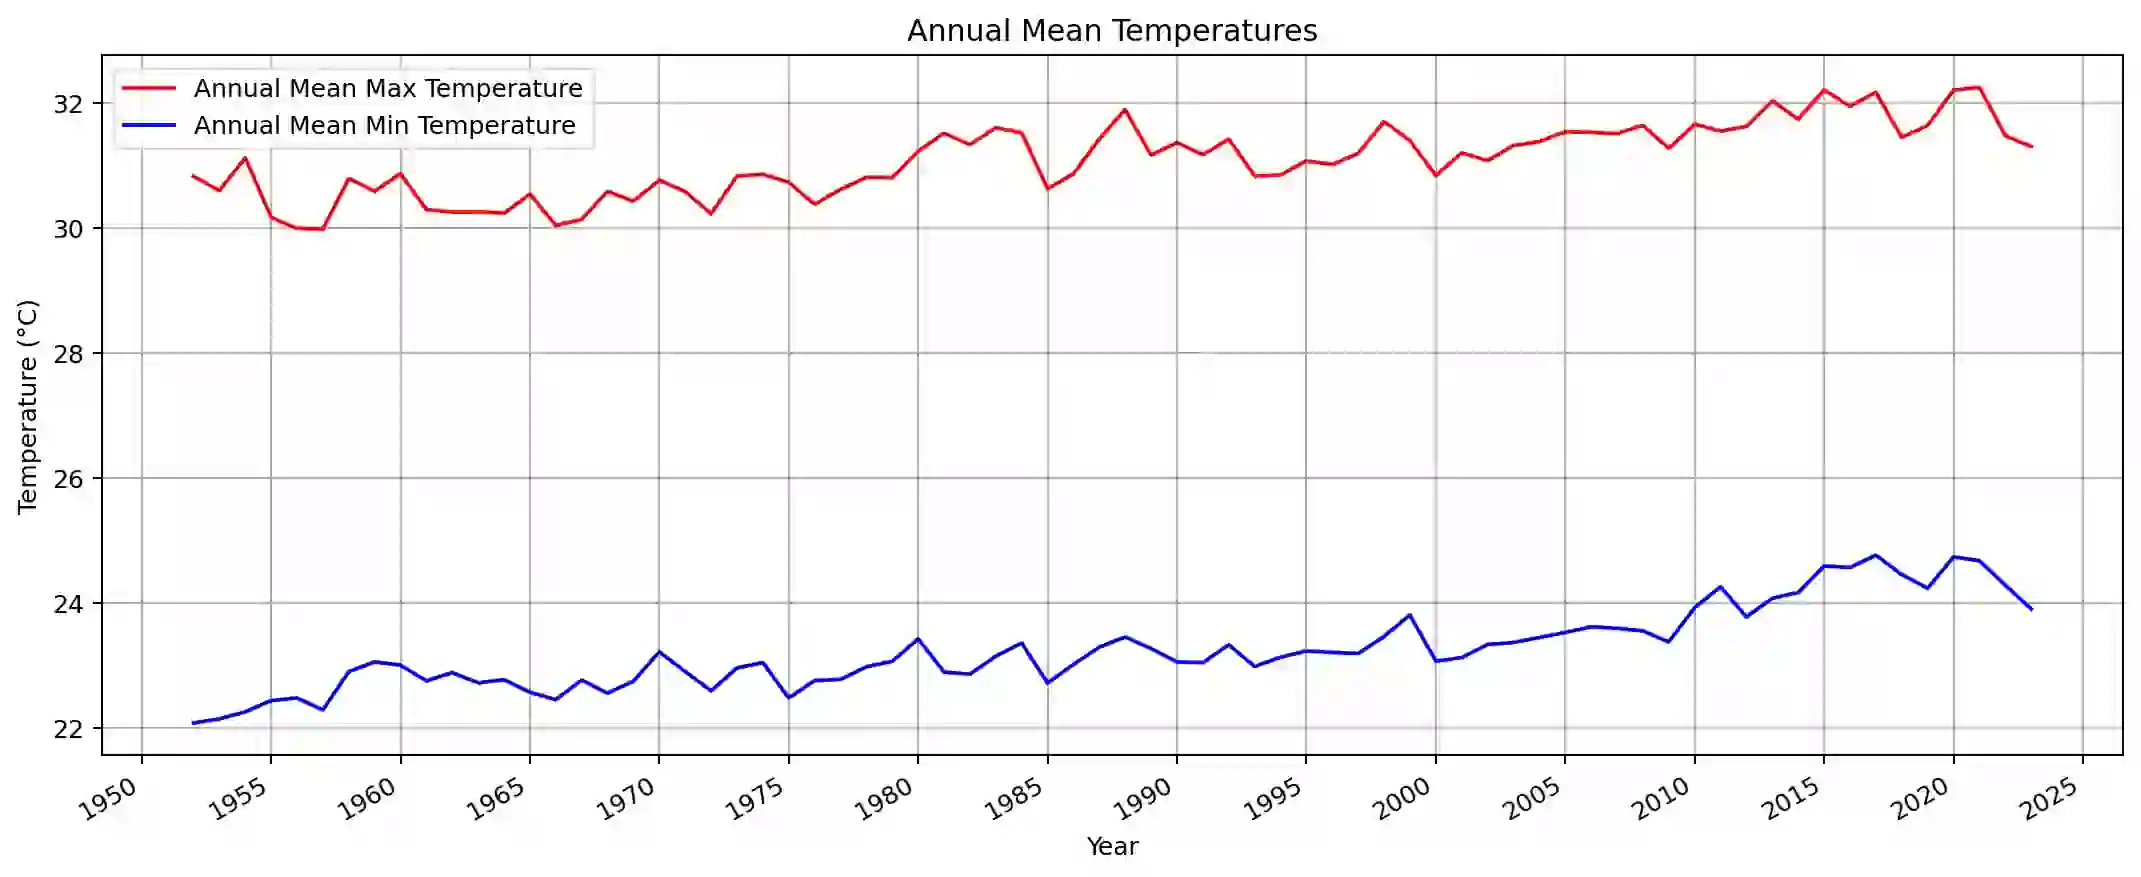 Annual Mean Temperatures
Annual Mean Max Temperature
Annual Mean Min Temperature
Temperature (°C)
32
30
28
26
24
22
1950 1955 1960 1965 1970 1975 1980 1985 1990 1995 2000 2005 2010 2015 2020 2025
Year